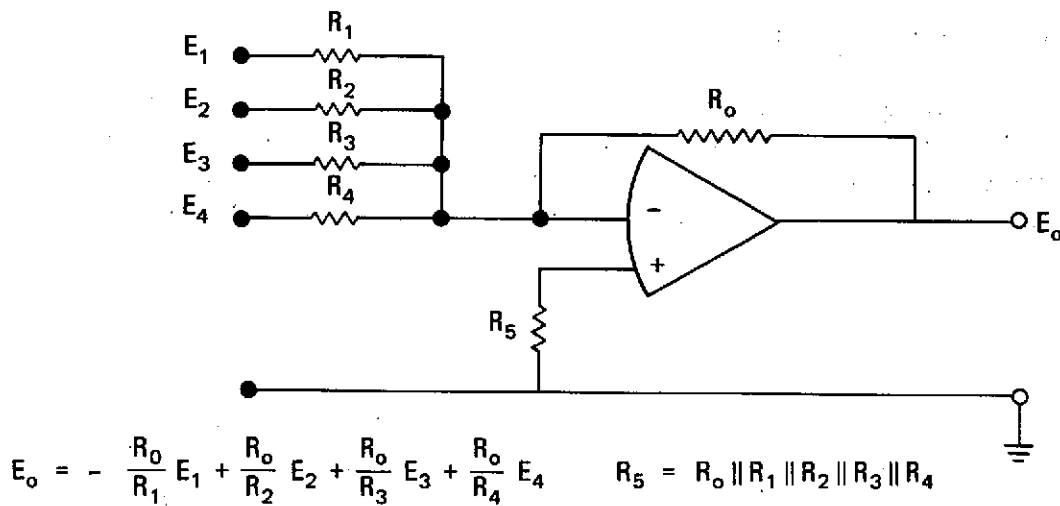 R1
E1
R2
E2
Ro
R3
E3
R4
E4
-
Eo
+
R5
Eo = - R0/R1 E1 + Ro/R2 E2 + Ro/R3 E3 + Ro/R4 E4 R5 = Ro || R1 || R2 || R3 || R4